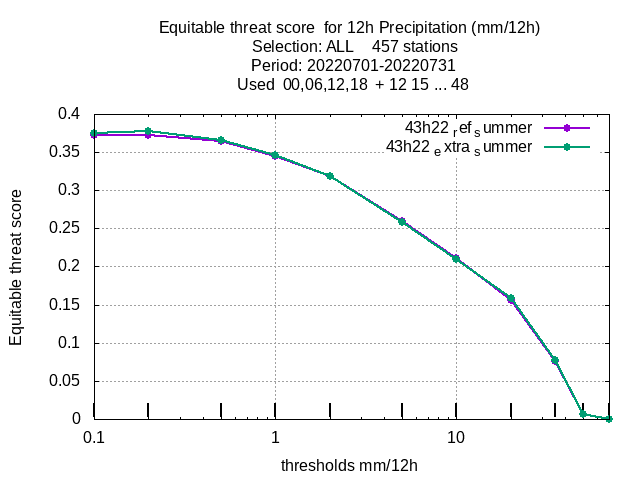 Equitable threat score  for 12h Precipitation (mm/12h)
Selection: ALL    457 stations
Period: 20220701-20220731
Used  00,06,12,18  + 12 15 ... 48
43h22 ref summer
43h22 extra summer
0.4
0.35
0.3
0.25
0.2
0.15
0.1
0.05
0
Equitable threat score
0.1 1 10
thresholds mm/12h